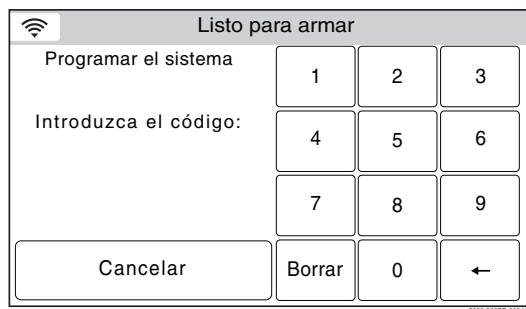 Listo para armar
Programar el sistema
Introduzca el código:
1 2 3
4 5 6
7 8 9
Cancelar Borrar 0 ←